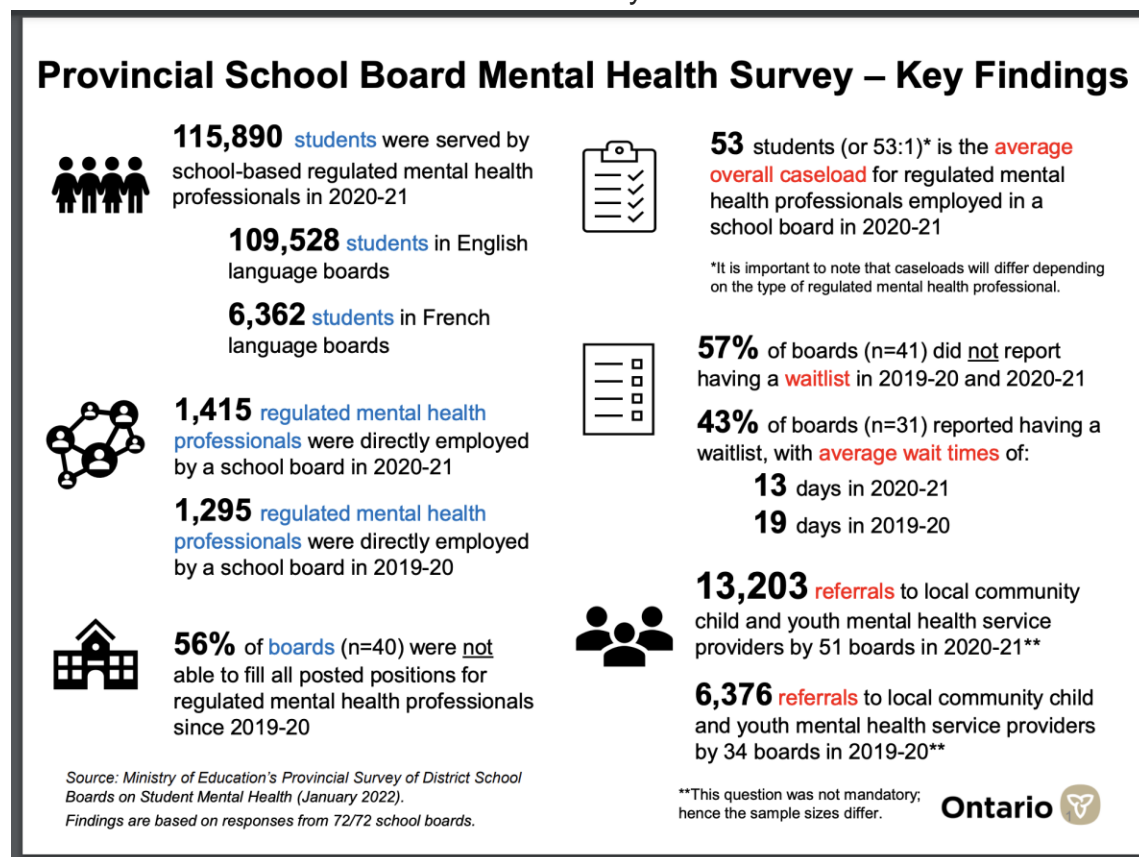 Provincial School Board Mental Health Survey – Key Findings
115,890 students were served by
school-based regulated mental health
professionals in 2020-21
109,528 students in English
language boards
6,362 students in French
language boards
1,415 regulated mental health
professionals were directly employed
by a school board in 2020-21
1,295 regulated mental health
professionals were directly employed
by a school board in 2019-20
56% of boards (n=40) were not
able to fill all posted positions for
regulated mental health professionals
since 2019-20
Source: Ministry of Education's Provincial Survey of District School
Boards on Student Mental Health (January 2022).
Findings are based on responses from 72/72 school boards.
53 students (or 53:1)* is the average
overall caseload for regulated mental
health professionals employed in a
school board in 2020-21
*It is important to note that caseloads will differ depending
on the type of regulated mental health professional.
57% of boards (n=41) did not report
having a waitlist in 2019-20 and 2020-21
43% of boards (n=31) reported having a
waitlist, with average wait times of:
13 days in 2020-21
19 days in 2019-20
13,203 referrals to local community
child and youth mental health service
providers by 51 boards in 2020-21**
6,376 referrals to local community child
and youth mental health service providers
by 34 boards in 2019-20**
**This question was not mandatory;
hence the sample sizes differ.
Ontario
1